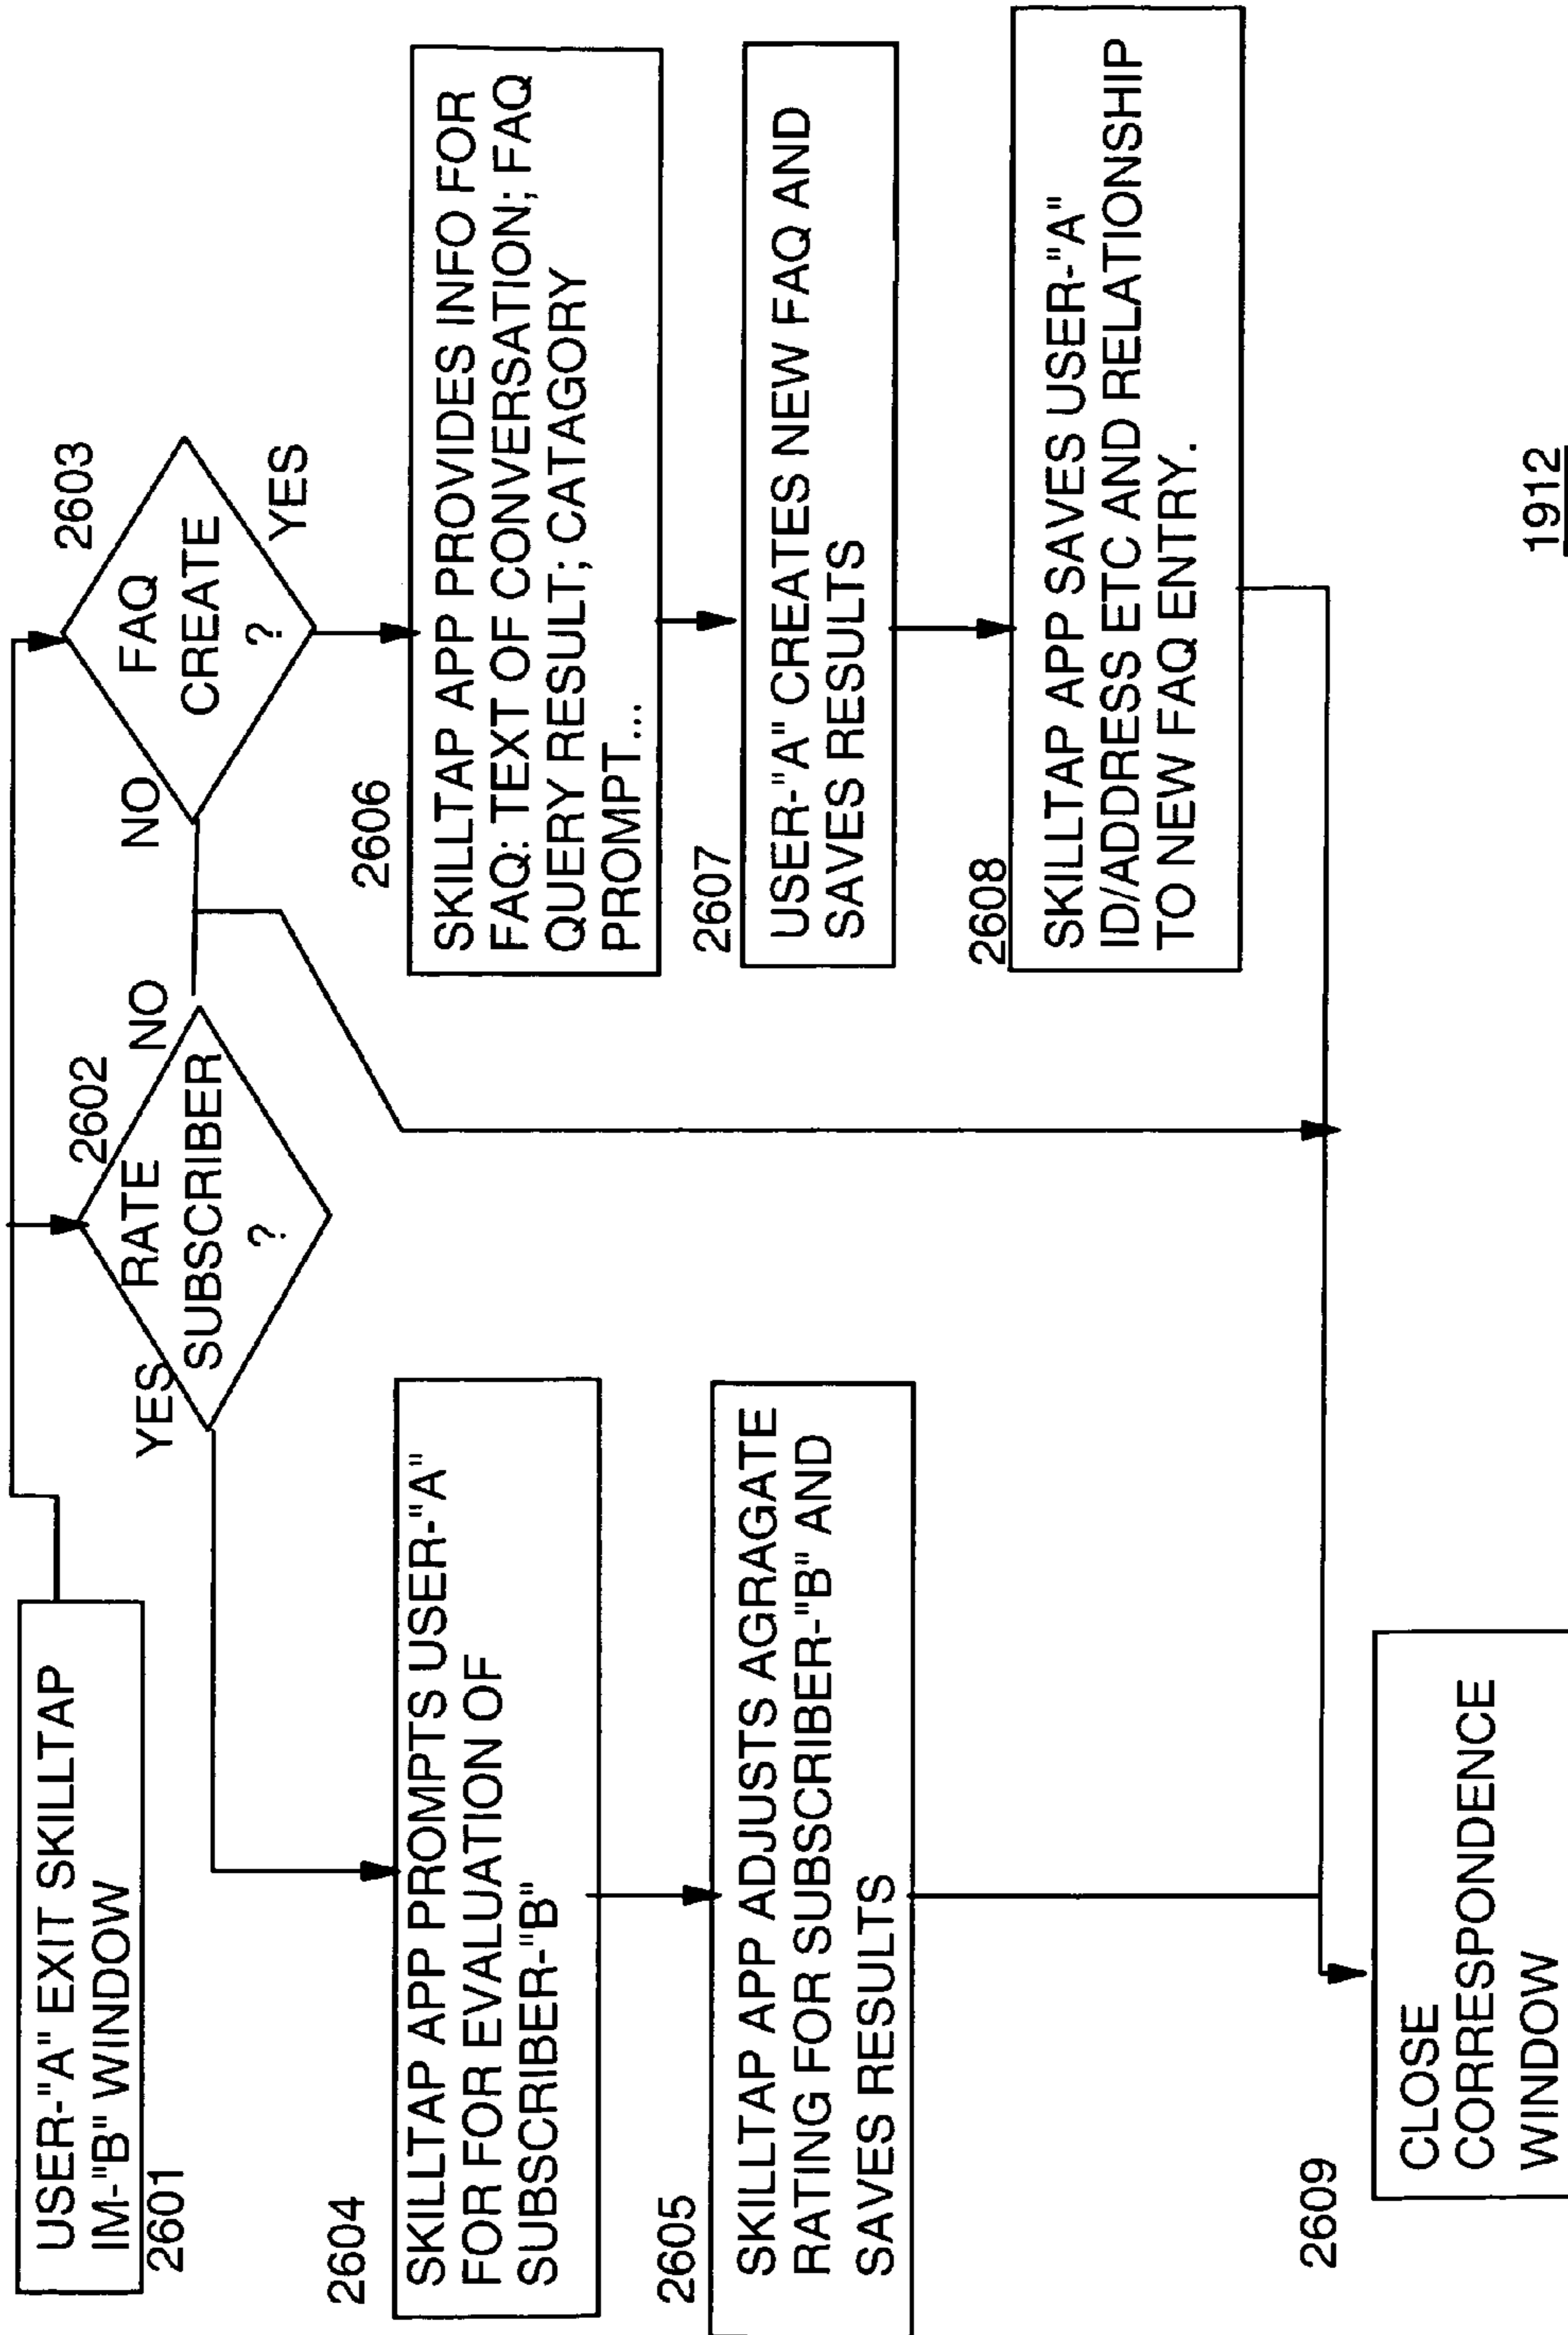 USER-"A" EXIT SKILLTAP
IM-"B" WINDOW
2601
YES
RATE
SUBSCRIBER
?
2602
NO
NO
FAQ
CREATE
?
2603
YES
2604
SKILLTAP APP PROMPTS USER-"A"
FOR FOR EVALUATION OF
SUBSCRIBER-"B"
2605
SKILLTAP APP ADJUSTS AGRAGATE
RATING FOR SUBSCRIBER-"B" AND
SAVES RESULTS
2606
SKILLTAP APP PROVIDES INFO FOR
FAQ: TEXT OF CONVERSATION; FAQ
QUERY RESULT; CATAGORY
PROMPT...
2607
USER-"A" CREATES NEW FAQ AND
SAVES RESULTS
2608
SKILLTAP APP SAVES USER-"A"
ID/ADDRESS ETC AND RELATIONSHIP
TO NEW FAQ ENTRY.
2609
CLOSE
CORRESPONDENCE
WINDOW
1912